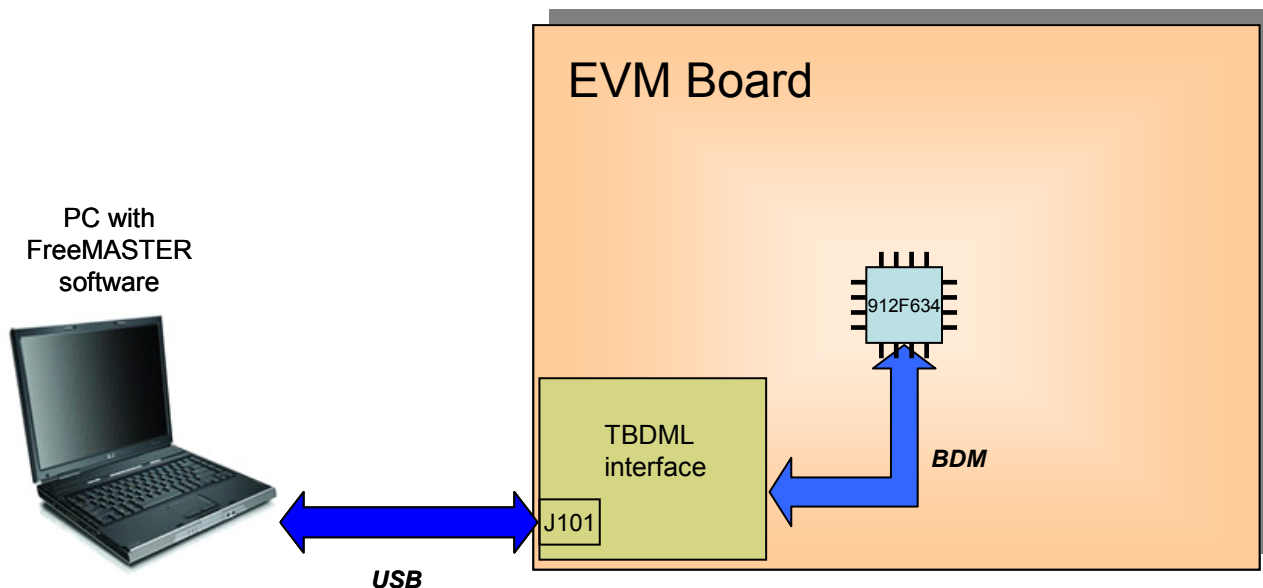 EVM Board
PC with
FreeMASTER
software
912F634
TBDML
interface
BDM
J101
USB